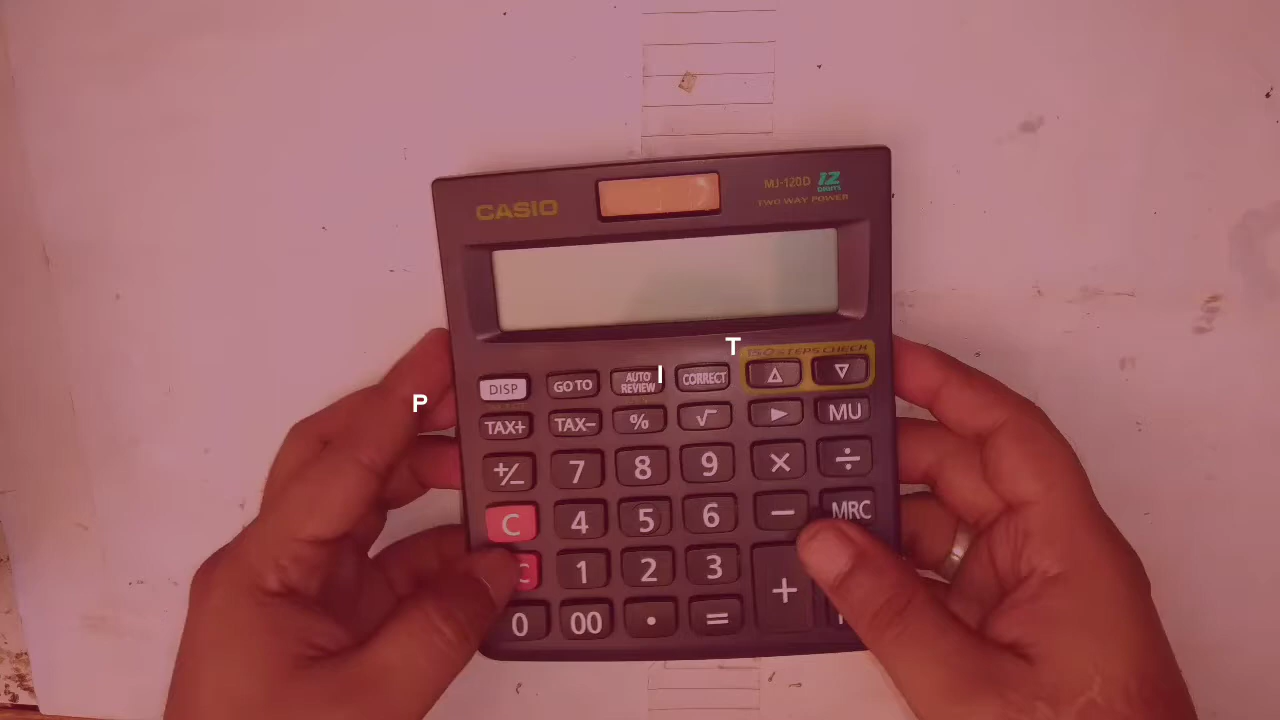 CASIO
MJ-120D 12 DIGITS
TWO WAY POWER
P I T
150 STEPS CHECK
DISP GO TO AUTO REVIEW CORRECT △ ▽
TAX+ TAX− % √ ▶ MU
+/− 7 8 9 × ÷
C 4 5 6 − MRC
1 2 3 +
0 00 • =